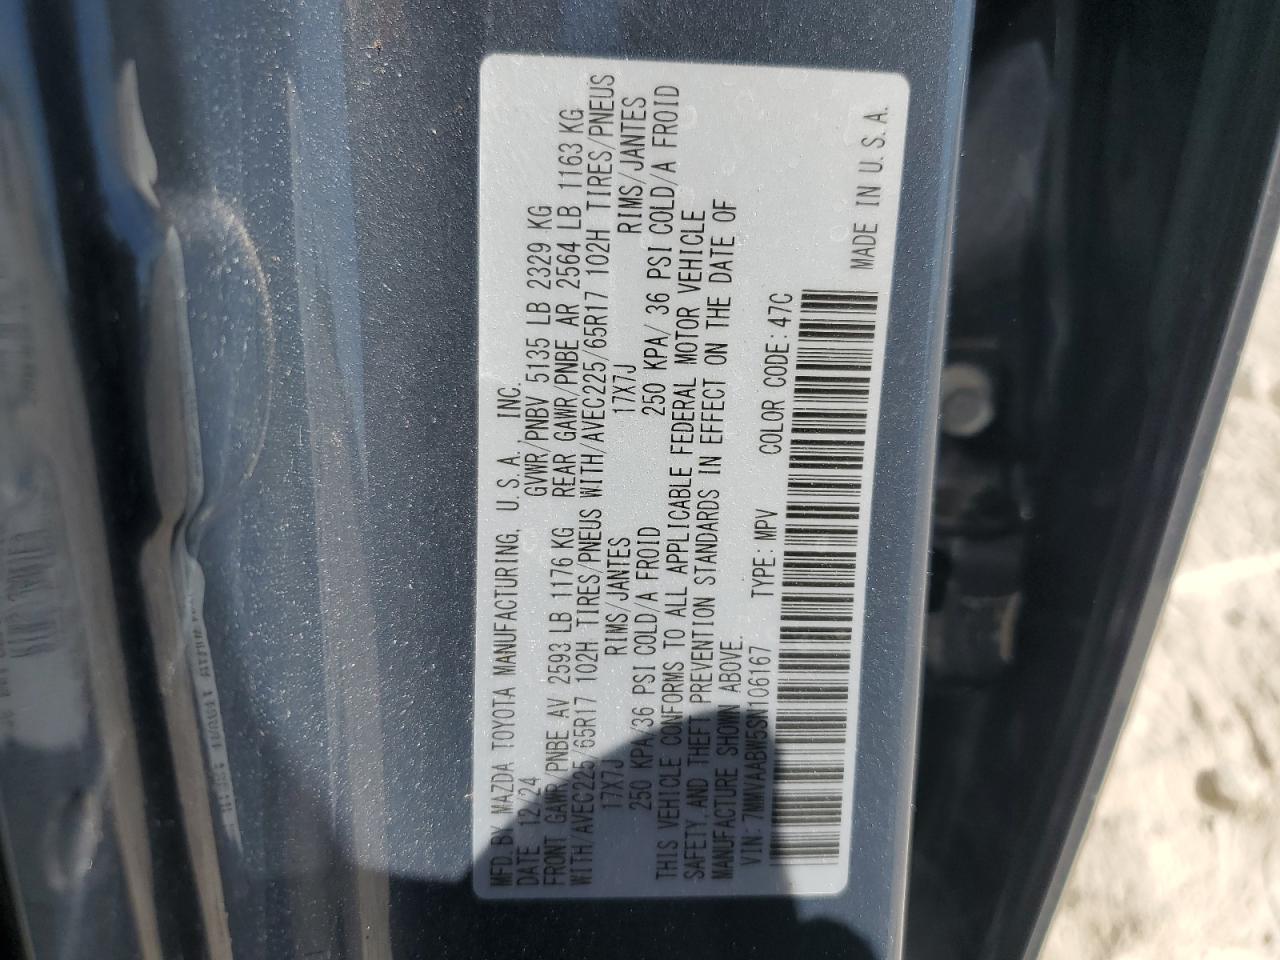 MFD.BY MAZDA TOYOTA MANUFACTURING, U.S.A., INC.
DATE 12/24 GVWR/PNBV 5135 LB 2329 KG
FRONT GAWR/PNBE AV 2593 LB 1176 KG REAR GAWR/PNBE AR 2564 LB 1163 KG
WITH/AVEC225/65R17 102H TIRES/PNEUS WITH/AVEC225/65R17 102H TIRES/PNEUS
17X7J RIMS/JANTES 17X7J RIMS/JANTES
250 KPA/36 PSI COLD/A FROID 250 KPA/ 36 PSI COLD/A FROID
THIS VEHICLE CONFORMS TO ALL APPLICABLE FEDERAL MOTOR VEHICLE
SAFETY,AND THEFT PREVENTION STANDARDS IN EFFECT ON THE DATE OF
MANUFACTURE SHOWN ABOVE.
VIN:7MMVAABW5SN106167 TYPE:MPV COLOR CODE:47C
MADE IN U.S.A.